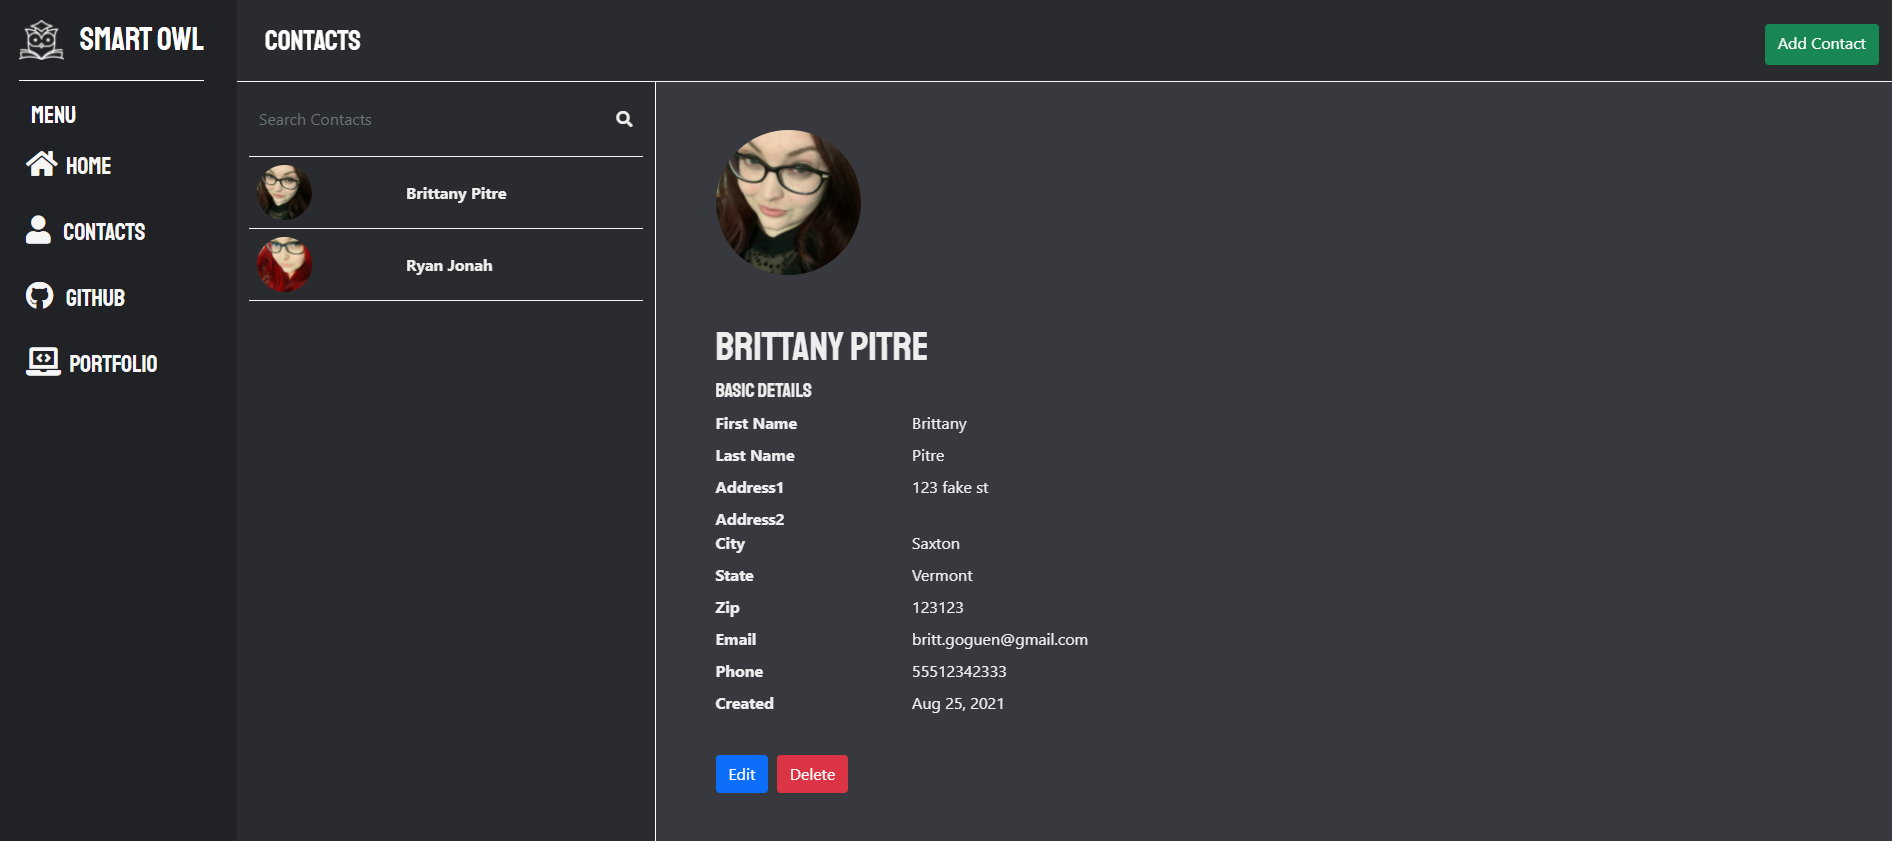 SMART OWL
MENU
HOME
CONTACTS
GITHUB
PORTFOLIO
CONTACTS
Add Contact
Search Contacts
Brittany Pitre
Ryan Jonah
BRITTANY PITRE
BASIC DETAILS
First Name Brittany
Last Name Pitre
Address1 123 fake st
Address2
City Saxton
State Vermont
Zip 123123
Email britt.goguen@gmail.com
Phone 55512342333
Created Aug 25, 2021
Edit Delete